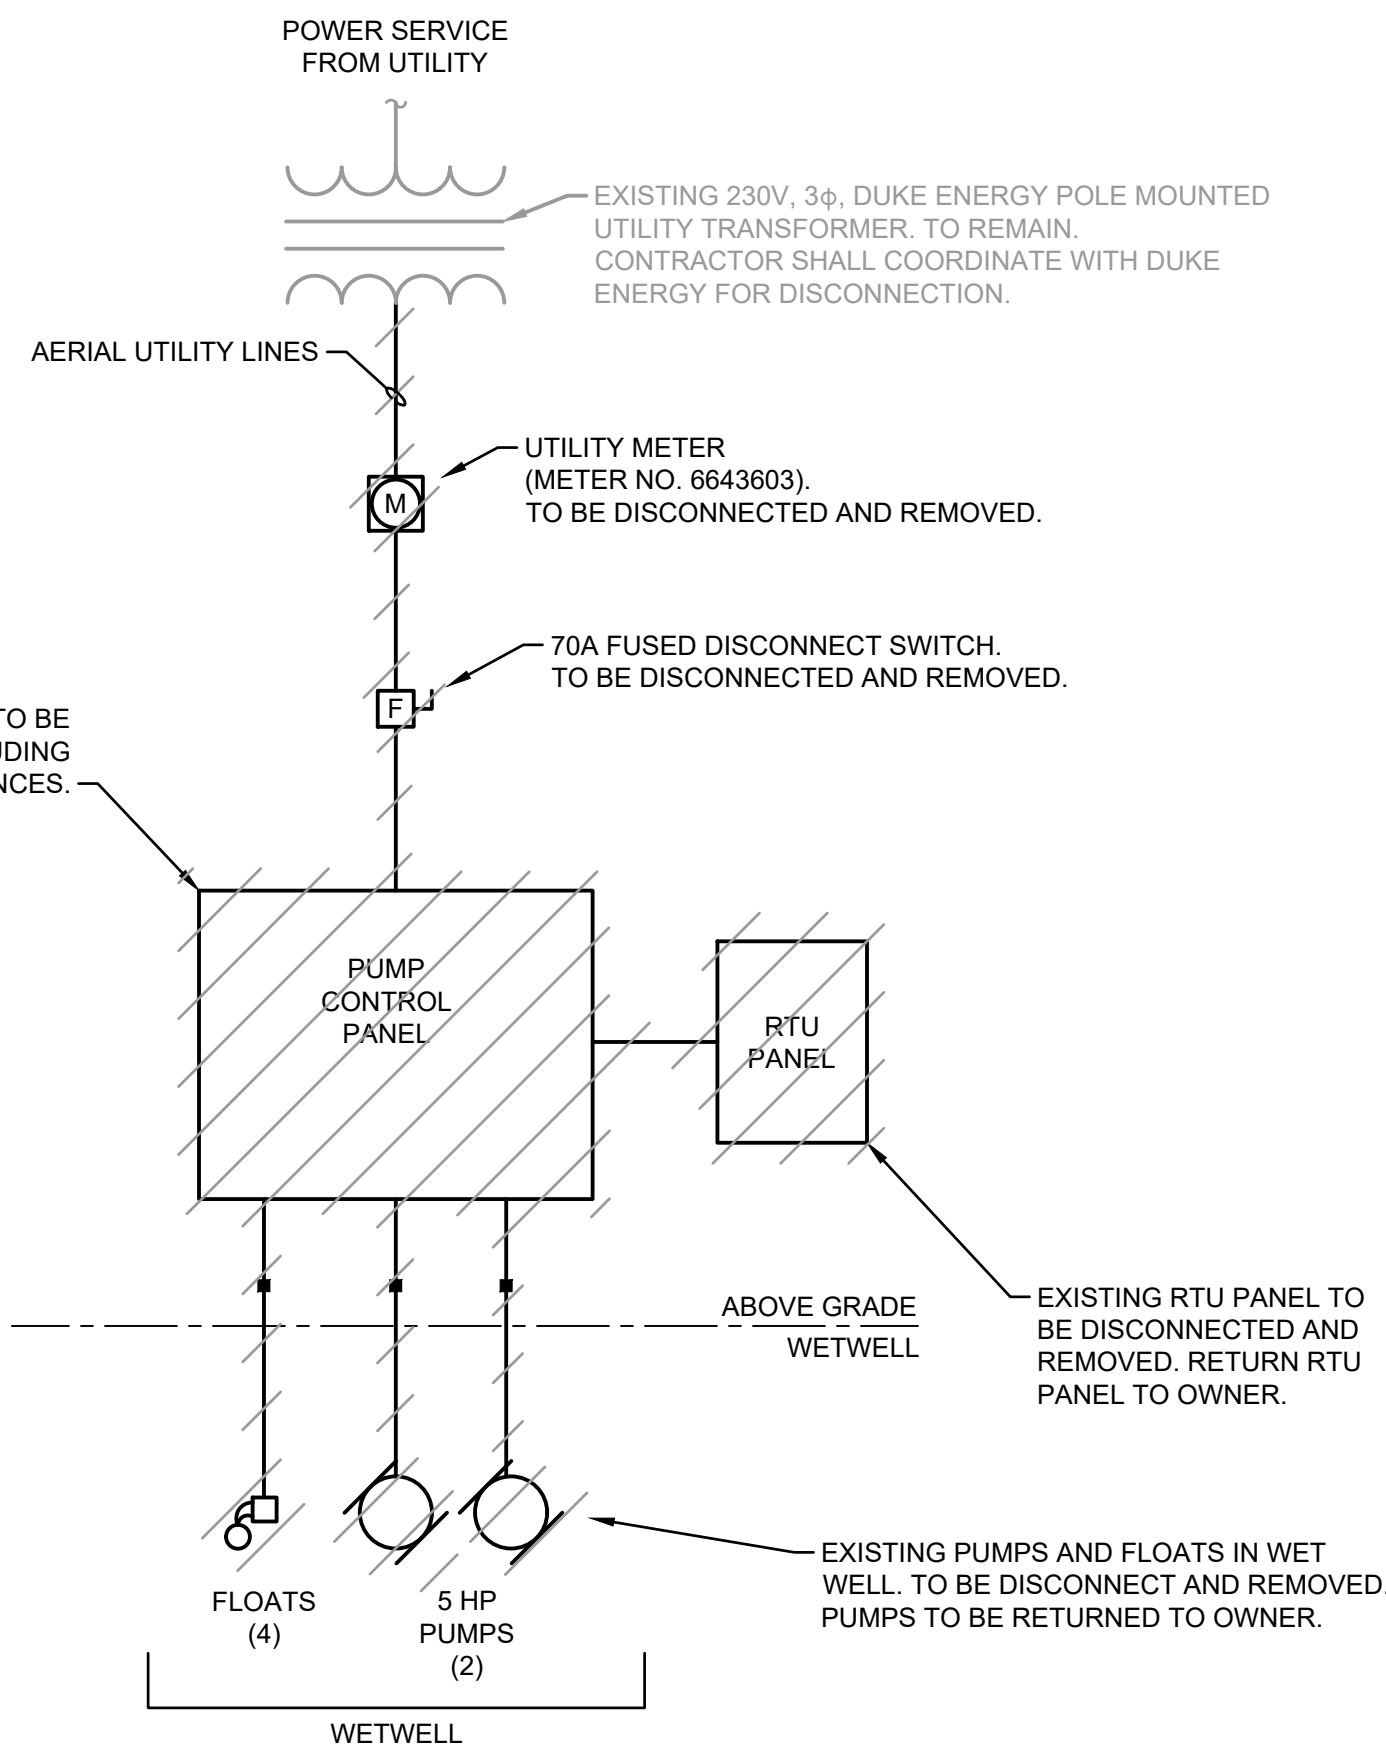 POWER SERVICE
FROM UTILITY
EXISTING 230V, 3ϕ, DUKE ENERGY POLE MOUNTED
UTILITY TRANSFORMER. TO REMAIN.
CONTRACTOR SHALL COORDINATE WITH DUKE
ENERGY FOR DISCONNECTION.
AERIAL UTILITY LINES
UTILITY METER
(METER NO. 6643603).
TO BE DISCONNECTED AND REMOVED.
M
70A FUSED DISCONNECT SWITCH.
TO BE DISCONNECTED AND REMOVED.
F
TO BE
PUMP
CONTROL
PANEL
RTU
PANEL
ABOVE GRADE
WETWELL
EXISTING RTU PANEL TO
BE DISCONNECTED AND
REMOVED. RETURN RTU
PANEL TO OWNER.
EXISTING PUMPS AND FLOATS IN WET
WELL. TO BE DISCONNECT AND REMOVED.
PUMPS TO BE RETURNED TO OWNER.
FLOATS
(4)
5 HP
PUMPS
(2)
WETWELL